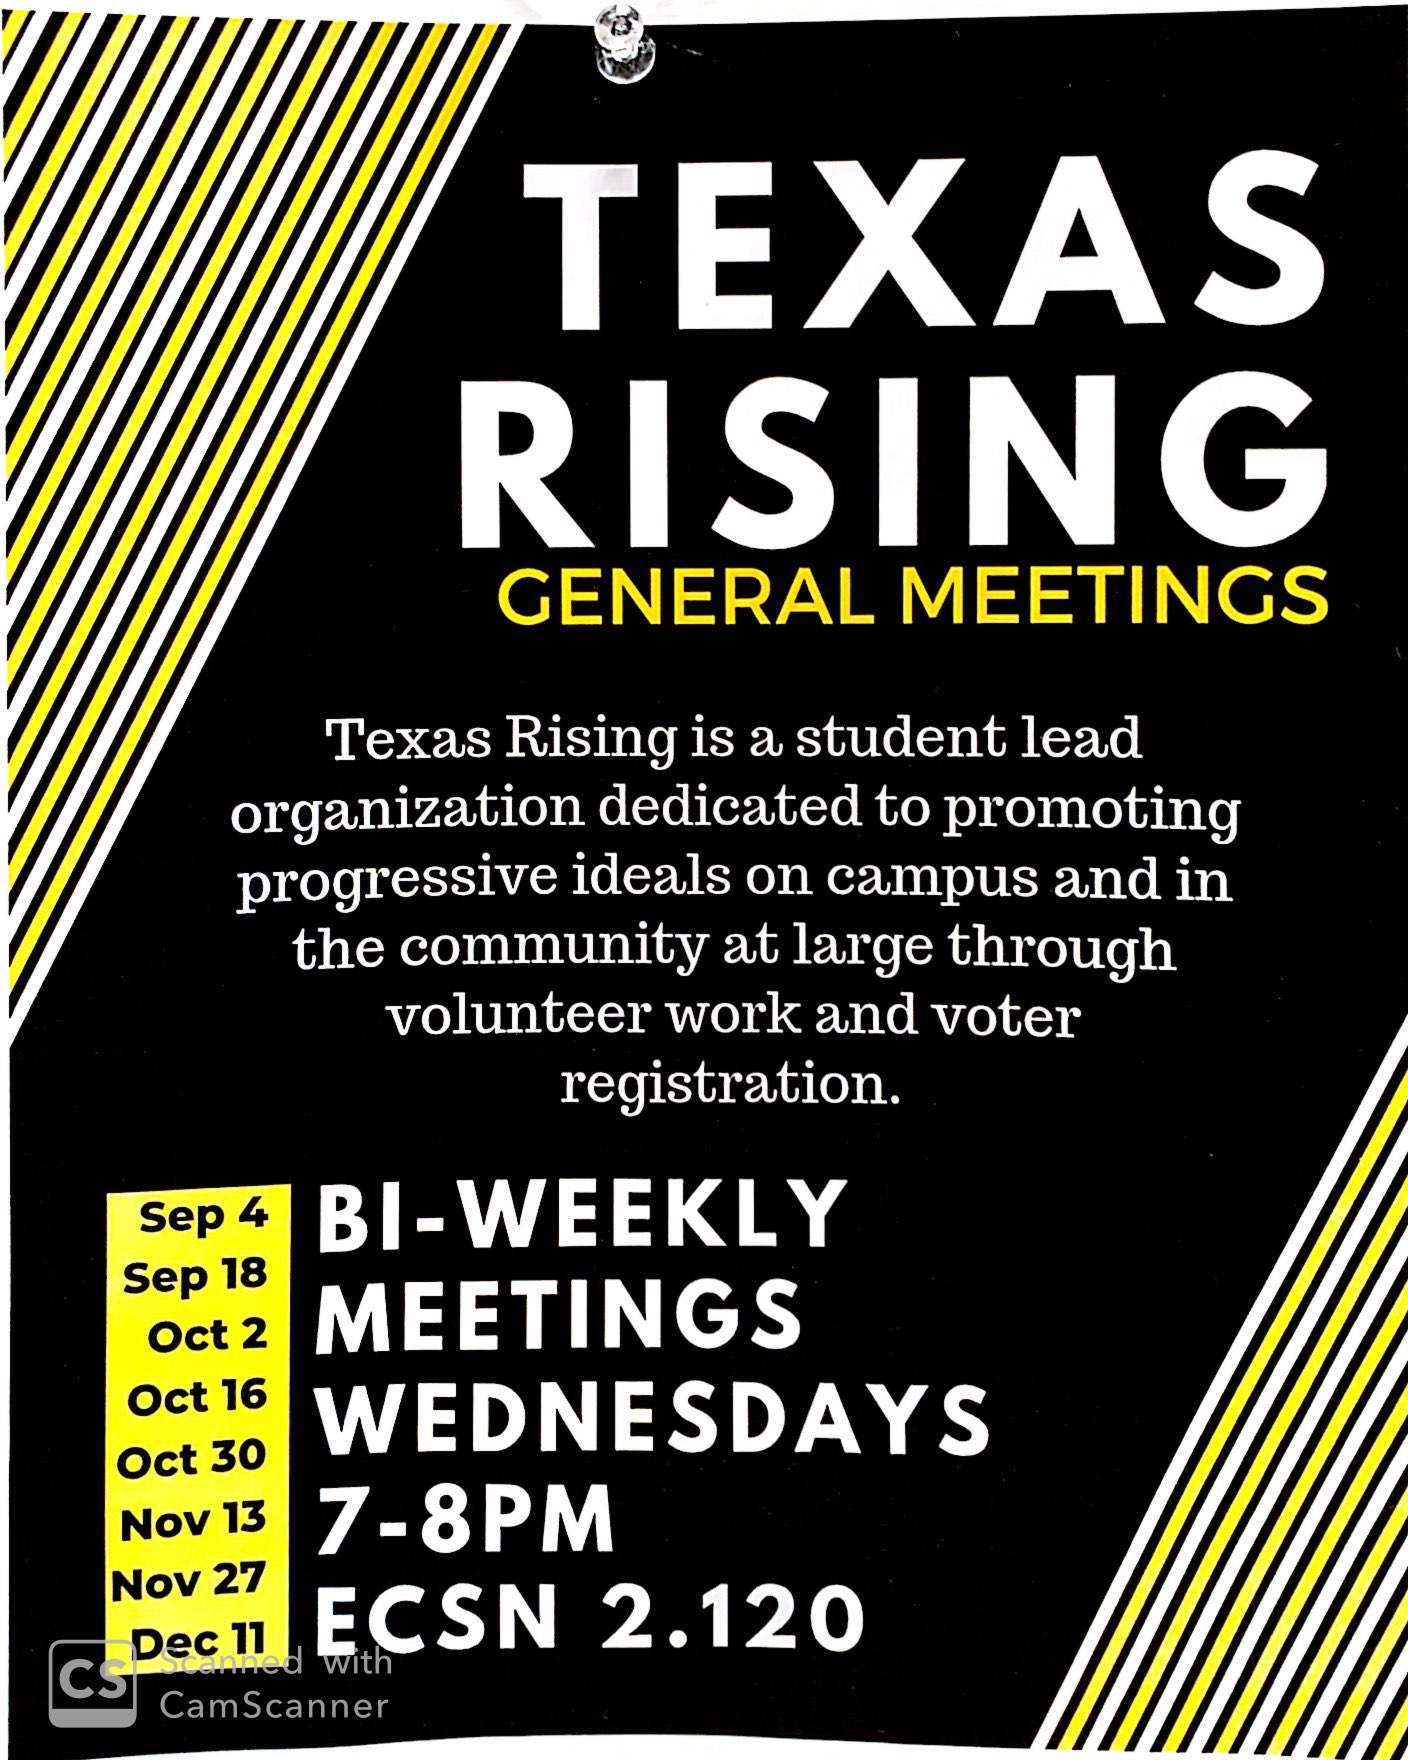 TEXAS
RISING
GENERAL MEETINGS
Texas Rising is a student lead
organization dedicated to promoting
progressive ideals on campus and in
the community at large through
volunteer work and voter
registration.
Sep 4
Sep 18
Oct 2
Oct 16
Oct 30
Nov 13
Nov 27
Dec 11
BI-WEEKLY
MEETINGS
WEDNESDAYS
7-8PM
ECSN 2.120
CS
Scanned with
CamScanner